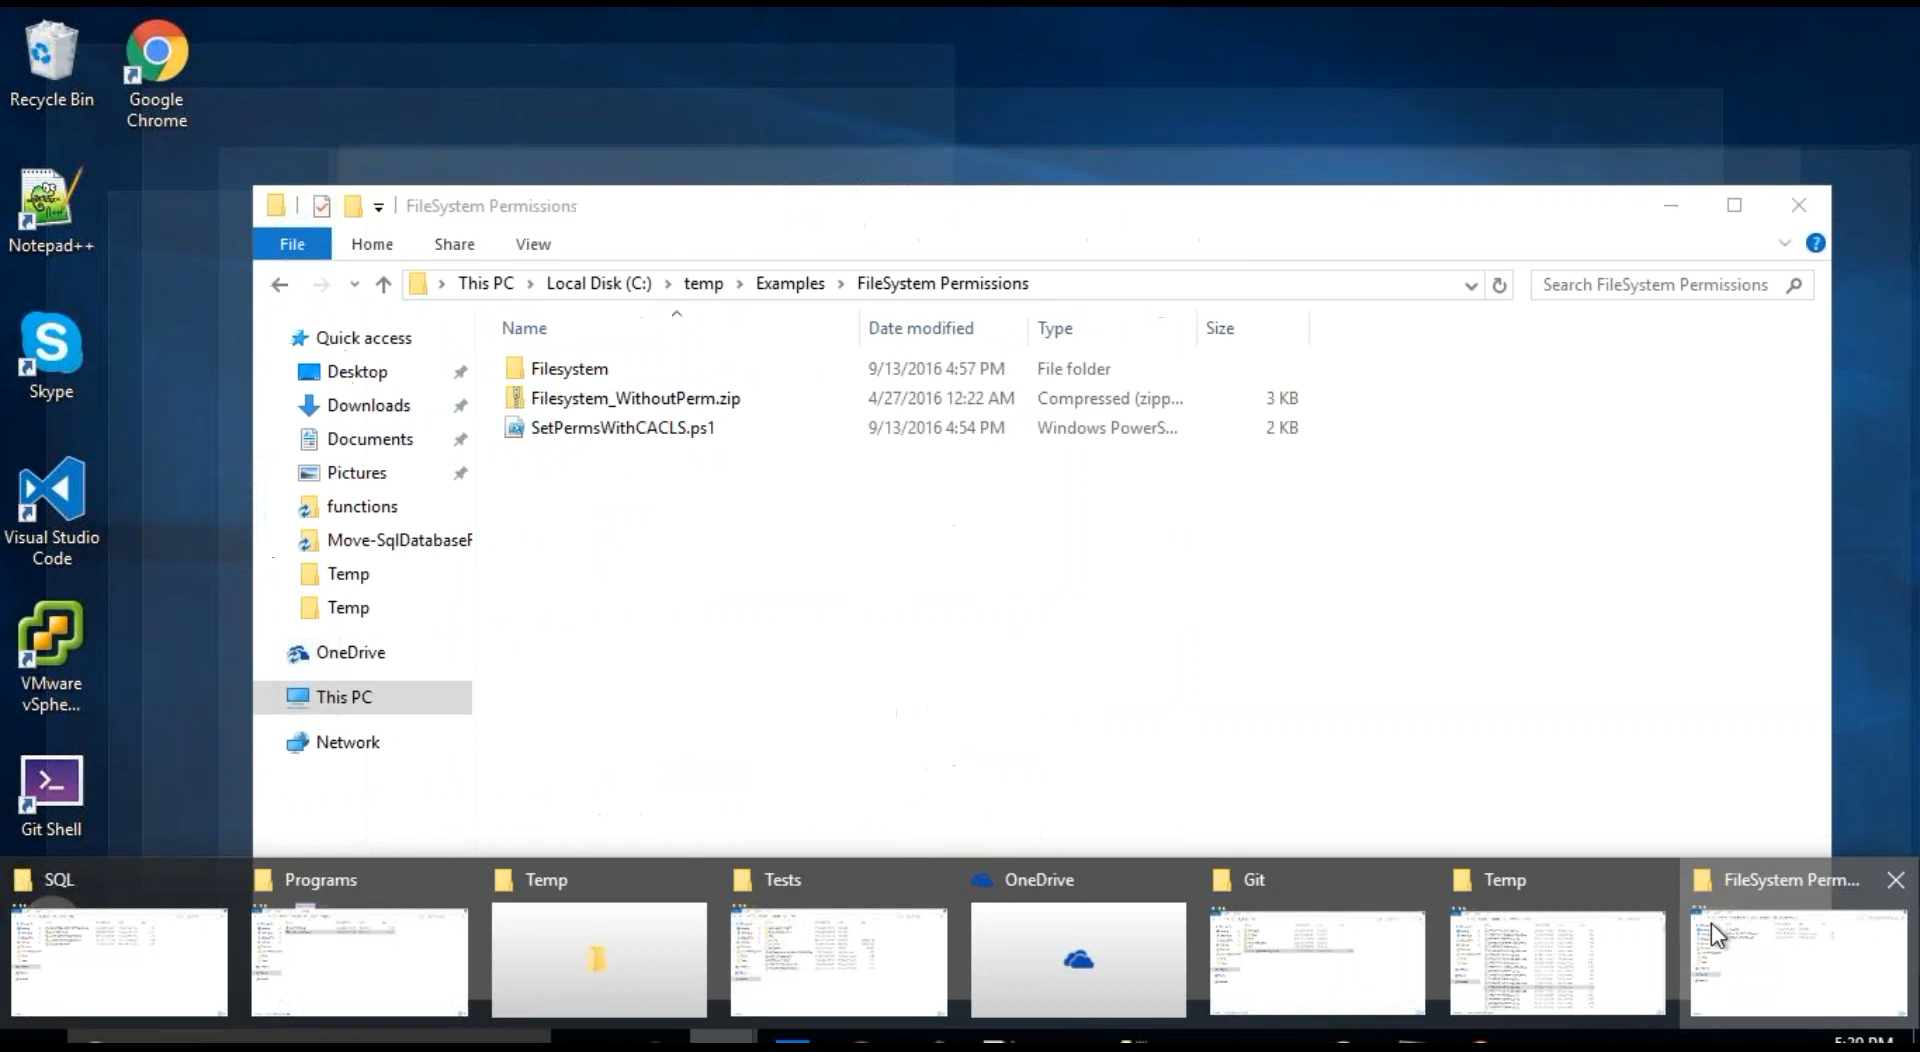 Recycle Bin
Google
Chrome
Notepad++
Skype
Visual Studio
Code
VMware
vSphe...
Git Shell
FileSystem Permissions
File Home Share View
This PC Local Disk (C:) temp Examples FileSystem Permissions
Search FileSystem Permissions
Name Date modified Type Size
Filesystem 9/13/2016 4:57 PM File folder
Filesystem_WithoutPerm.zip 4/27/2016 12:22 AM Compressed (zipp... 3 KB
SetPermsWithCACLS.ps1 9/13/2016 4:54 PM Windows PowerS... 2 KB
Quick access
Desktop
Downloads
Documents
Pictures
functions
Move-SqlDatabaseF
Temp
Temp
OneDrive
This PC
Network
SQL Programs Temp Tests OneDrive Git Temp FileSystem Perm...